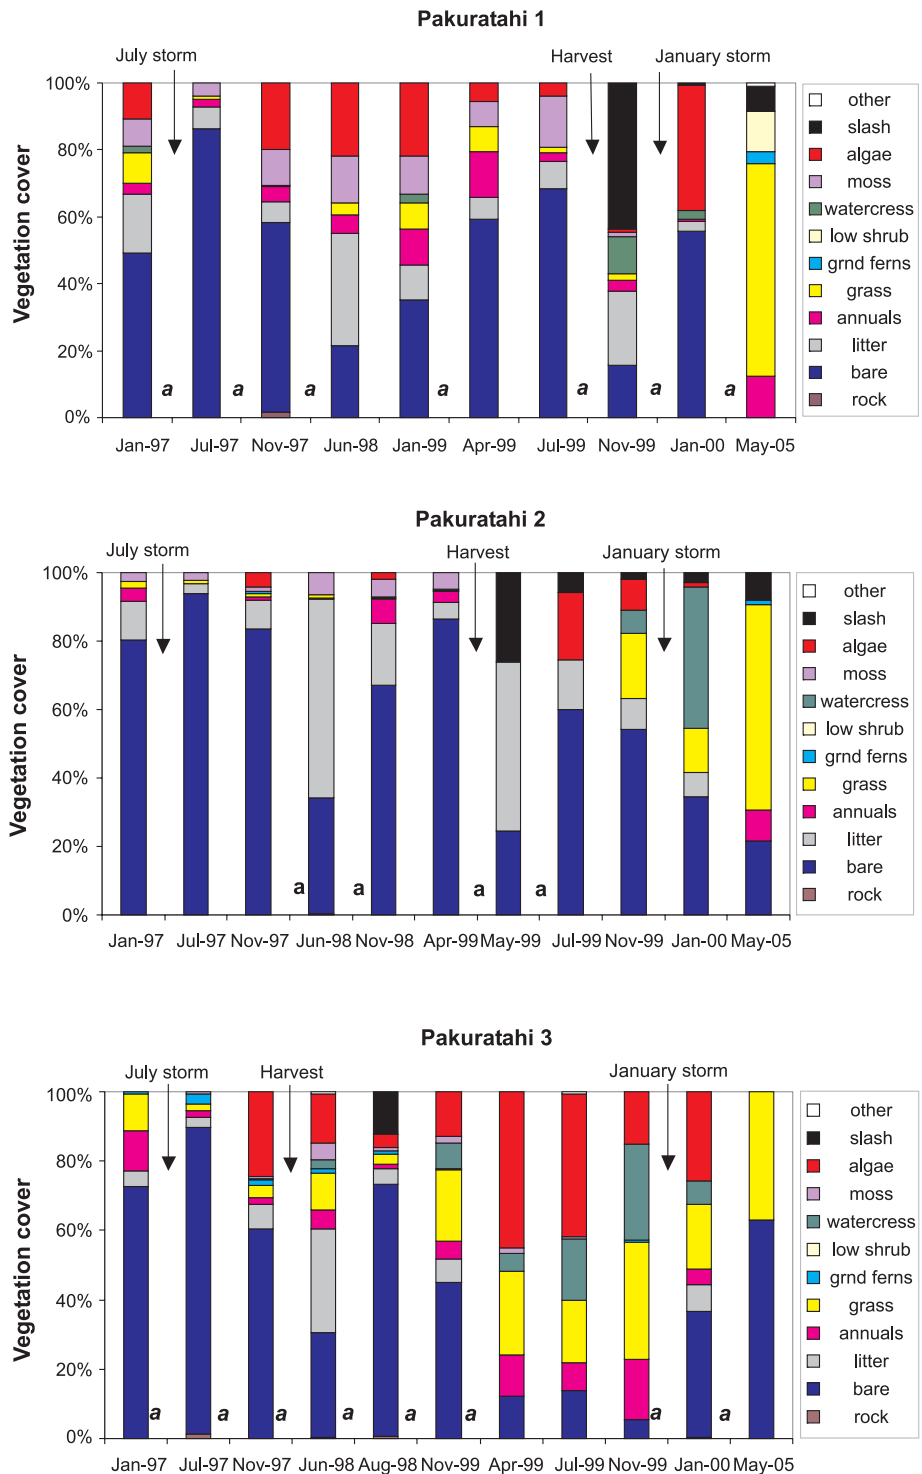 Pakuratahi 1
July storm
Harvest
January storm
Vegetation cover
100%
80%
60%
40%
20%
0%
a a a a a a a
Jan-97 Jul-97 Nov-97 Jun-98 Jan-99 Apr-99 Jul-99 Nov-99 Jan-00 May-05
other
slash
algae
moss
watercress
low shrub
grnd ferns
grass
annuals
litter
bare
rock
Pakuratahi 2
July storm
Harvest
January storm
Vegetation cover
100%
80%
60%
40%
20%
0%
a a a a
Jan-97 Jul-97 Nov-97 Jun-98 Nov-98 Apr-99 May-99 Jul-99 Nov-99 Jan-00 May-05
other
slash
algae
moss
watercress
low shrub
grnd ferns
grass
annuals
litter
bare
rock
Pakuratahi 3
July storm
Harvest
January storm
Vegetation cover
100%
80%
60%
40%
20%
0%
a a a a a a a a
Jan-97 Jul-97 Nov-97 Jun-98 Aug-98 Nov-99 Apr-99 Jul-99 Nov-99 Jan-00 May-05
other
slash
algae
moss
watercress
low shrub
grnd ferns
grass
annuals
litter
bare
rock